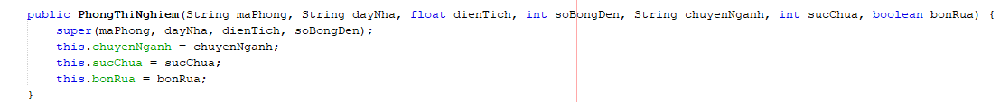 public PhongThiNghiem(String maPhong, String dayNha, float dienTich, int soBongDen, String chuyenNganh, int sucChua, boolean bonRua) {
super(maPhong, dayNha, dienTich, soBongDen);
this.chuyenNganh = chuyenNganh;
this.sucChua = sucChua;
this.bonRua = bonRua;
}